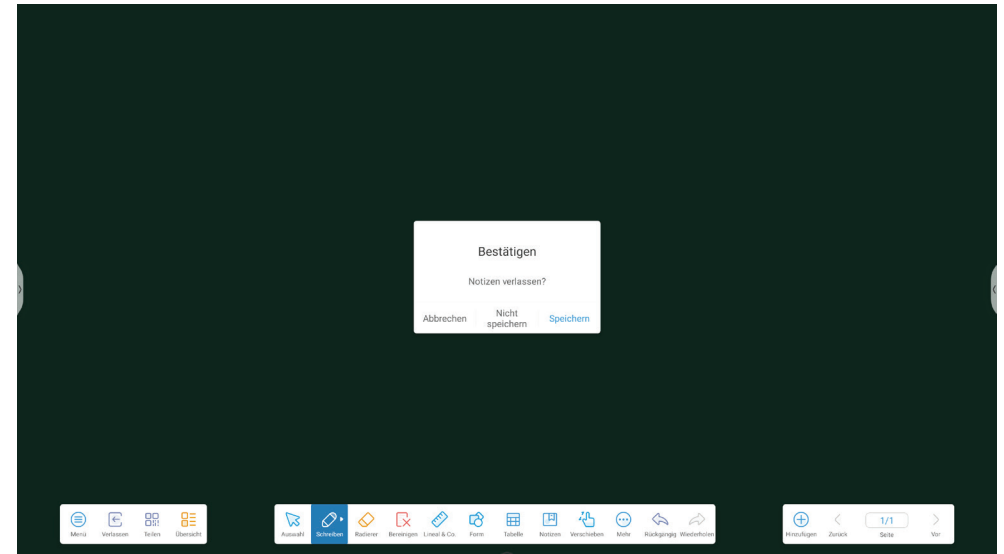 Bestätigen
Notizen verlassen?
Abbrechen
Nicht
speichern
Speichern
Menü
Verlassen
Teilen
Übersicht
Auswahl
Schreiben
Radierer
Bereinigen
Lineal & Co.
Form
Tabelle
Notizen
Verschieben
Mehr
Rückgängig
Wiederholen
Hinzufügen
Zurück
1/1
Seite
Vor